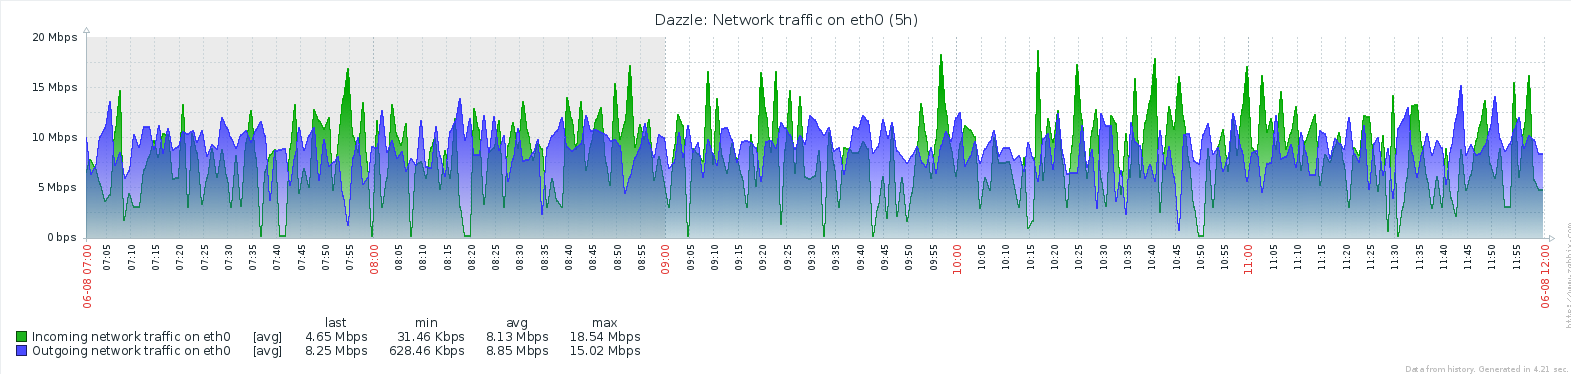 Dazzle: Network traffic on eth0 (5h)
20 Mbps
15 Mbps
10 Mbps
5 Mbps
0 bps
06-08 07:00 07:05 07:10 07:15 07:20 07:25 07:30 07:35 07:40 07:45 07:50 07:55 08:00 08:05 08:10 08:15 08:20 08:25 08:30 08:35 08:40 08:45 08:50 08:55 09:00 09:05 09:10 09:15 09:20 09:25 09:30 09:35 09:40 09:45 09:50 09:55 10:00 10:05 10:10 10:15 10:20 10:25 10:30 10:35 10:40 10:45 10:50 10:55 11:00 11:05 11:10 11:15 11:20 11:25 11:30 11:35 11:40 11:45 11:50 11:55 06-08 12:00
last min avg max
Incoming network traffic on eth0 [avg] 4.65 Mbps 31.46 Kbps 8.13 Mbps 18.54 Mbps
Outgoing network traffic on eth0 [avg] 8.25 Mbps 628.46 Kbps 8.85 Mbps 15.02 Mbps
Data from history. Generated in 4.21 sec.